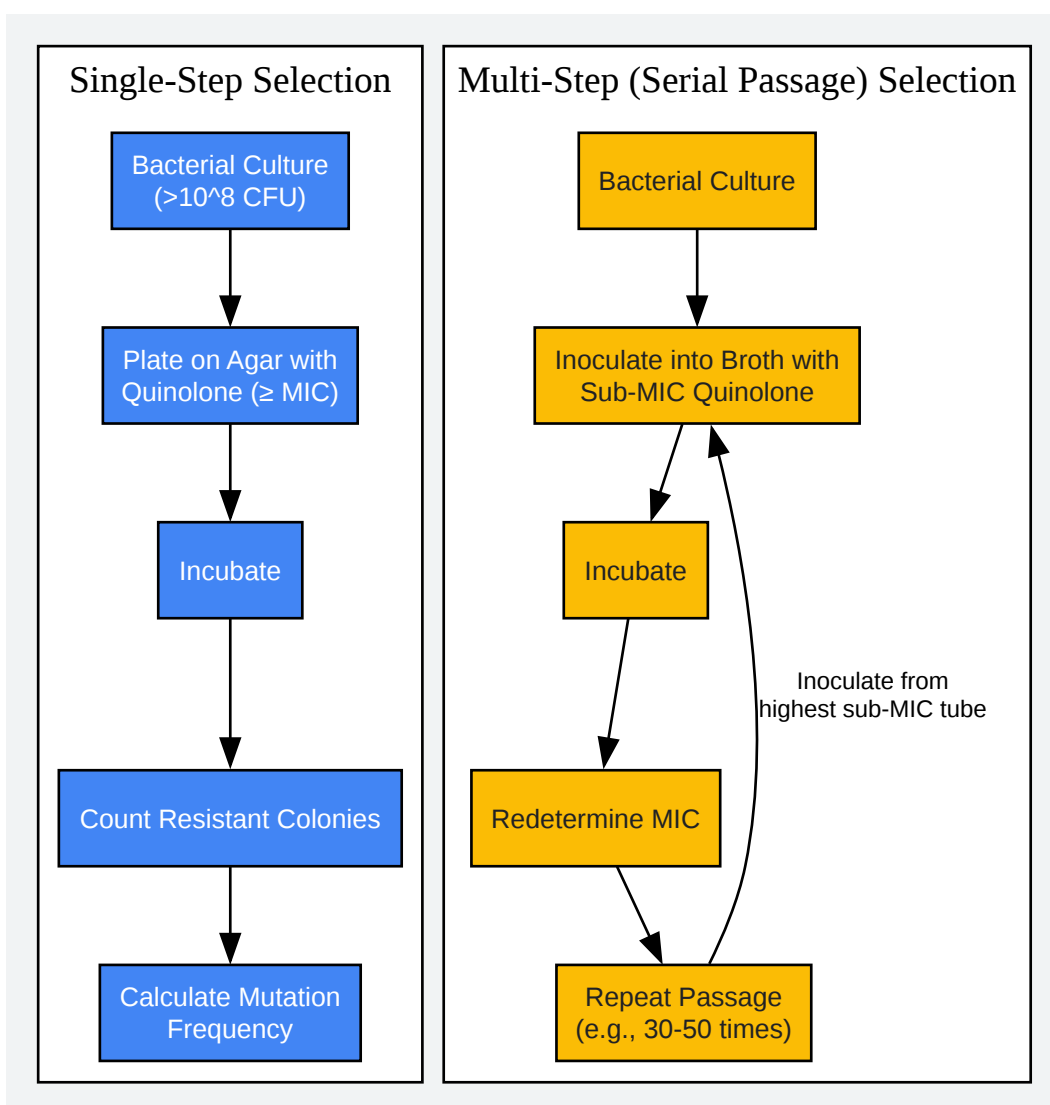 Single-Step Selection
Bacterial Culture
(>10^8 CFU)
Plate on Agar with
Quinolone (≥ MIC)
Incubate
Count Resistant Colonies
Calculate Mutation
Frequency
Multi-Step (Serial Passage) Selection
Bacterial Culture
Inoculate into Broth with
Sub-MIC Quinolone
Incubate
Inoculate from
highest sub-MIC tube
Redetermine MIC
Repeat Passage
(e.g., 30-50 times)